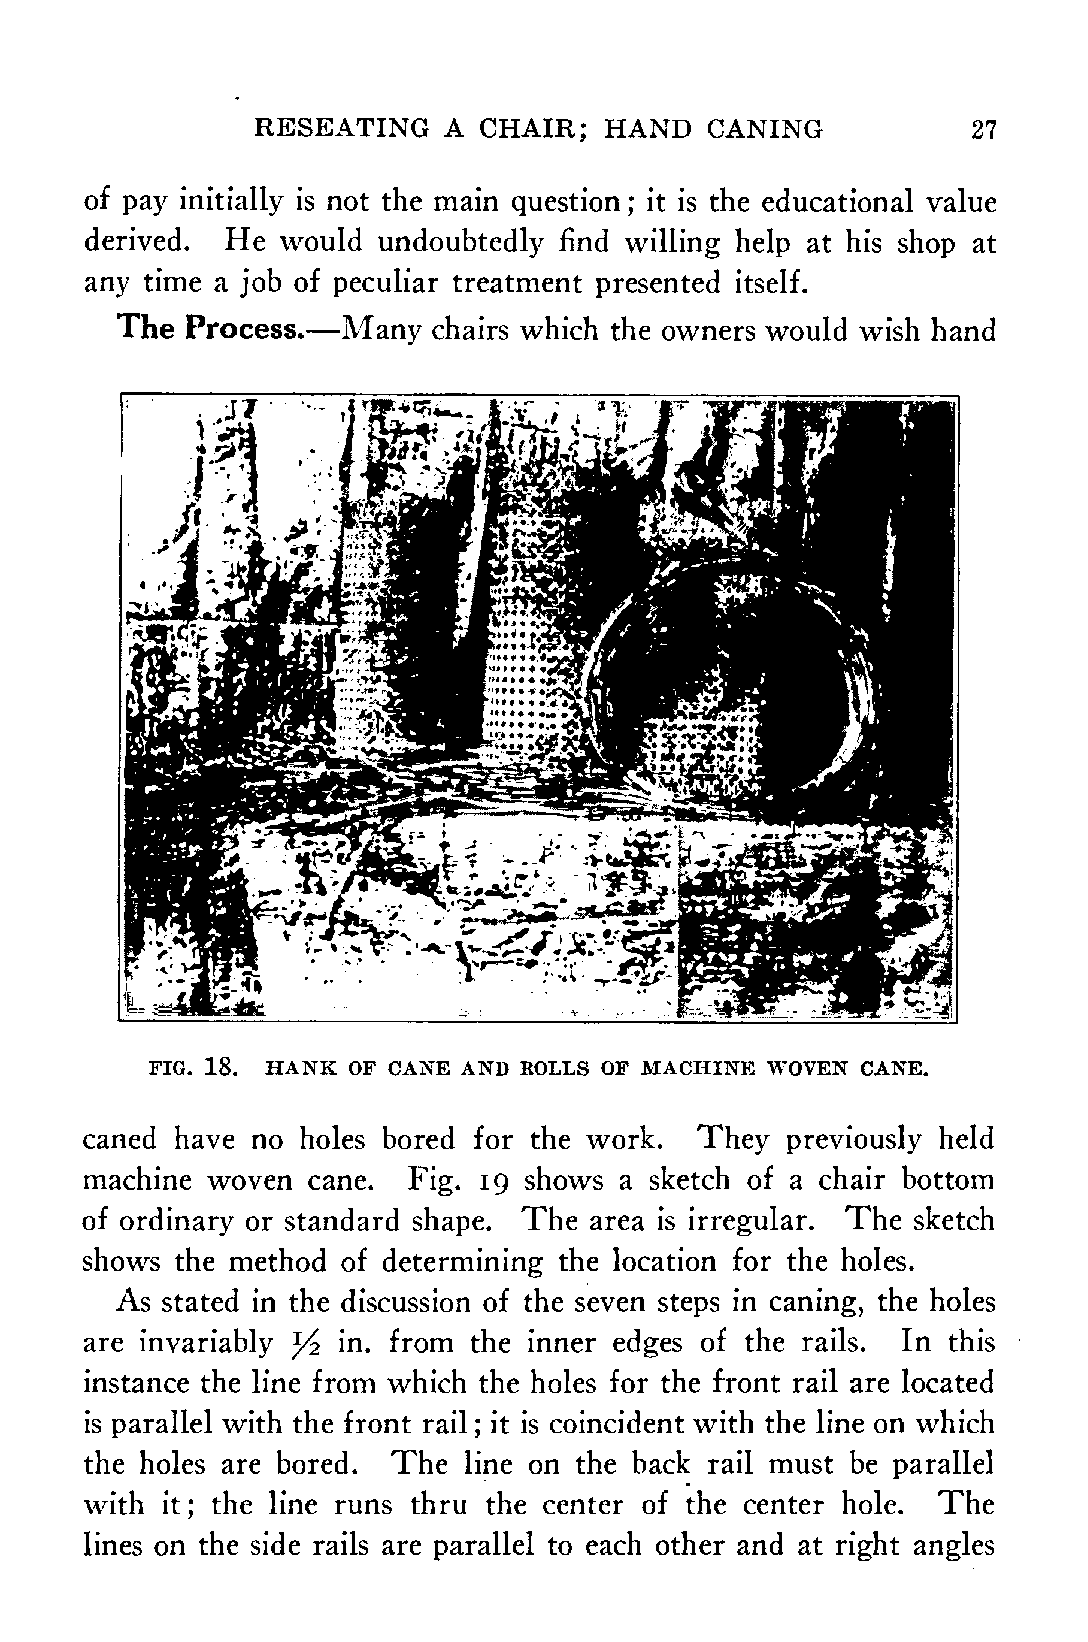 RESEATING A CHAIR; HAND CANING 27
of pay initially is not the main question; it is the educational value
derived. He would undoubtedly find willing help at his shop at
any time a job of peculiar treatment presented itself.
The Process.—Many chairs which the owners would wish hand
FIG. 18. HANK OF CANE AND ROLLS OF MACHINE WOVEN CANE.
caned have no holes bored for the work. They previously held
machine woven cane. Fig. 19 shows a sketch of a chair bottom
of ordinary or standard shape. The area is irregular. The sketch
shows the method of determining the location for the holes.
As stated in the discussion of the seven steps in caning, the holes
are invariably ½ in. from the inner edges of the rails. In this
instance the line from which the holes for the front rail are located
is parallel with the front rail; it is coincident with the line on which
the holes are bored. The line on the back rail must be parallel
with it; the line runs thru the center of the center hole. The
lines on the side rails are parallel to each other and at right angles